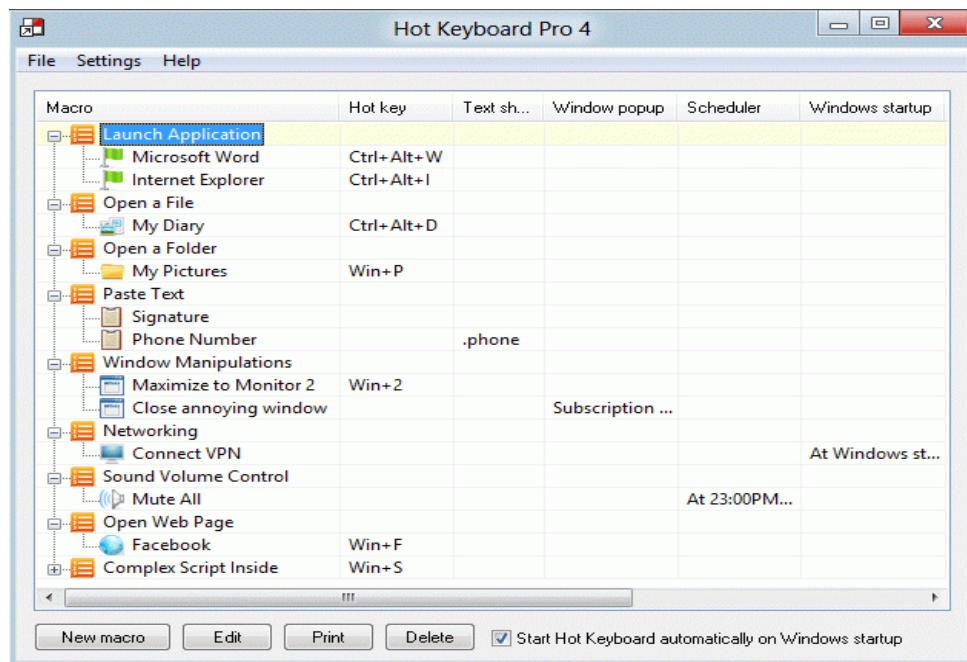 Hot Keyboard Pro 4
File Settings Help
Macro Hot key Text sh... Window popup Scheduler Windows startup
Launch Application
Microsoft Word Ctrl+Alt+W
Internet Explorer Ctrl+Alt+I
Open a File
My Diary Ctrl+Alt+D
Open a Folder
My Pictures Win+P
Paste Text
Signature
Phone Number .phone
Window Manipulations
Maximize to Monitor 2 Win+2
Close annoying window Subscription ...
Networking
Connect VPN At Windows st...
Sound Volume Control
Mute All At 23:00PM...
Open Web Page
Facebook Win+F
Complex Script Inside Win+S
New macro Edit Print Delete Start Hot Keyboard automatically on Windows startup